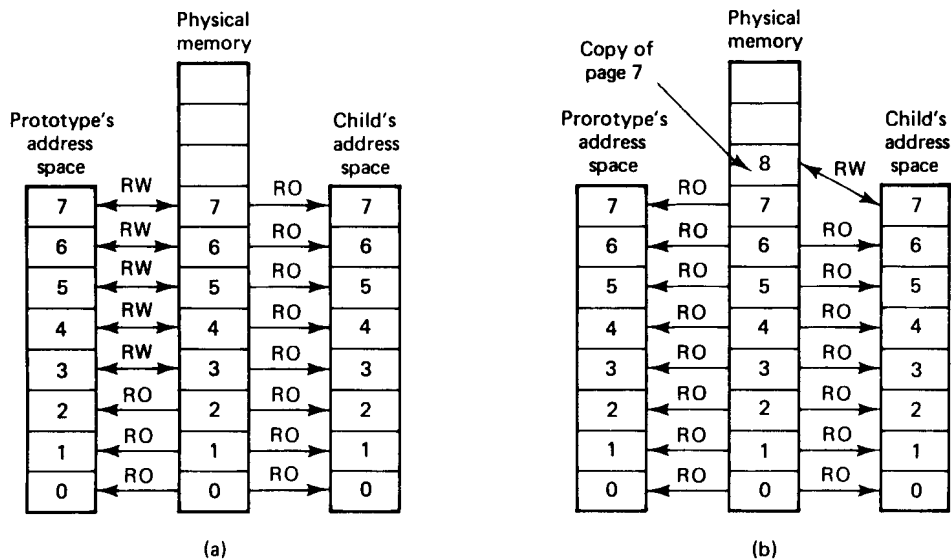 Physical
memory
Prototype's
address
space
Child's
address
space
7 RW 7 RO 7
6 RW 6 RO 6
5 RW 5 RO 5
4 RW 4 RO 4
3 RW 3 RO 3
2 RO 2 RO 2
1 RO 1 RO 1
0 RO 0 RO 0
(a)
Physical
memory
Copy of
page 7
Prorotype's
address
space
Child's
address
space
8 RW
7 RO 7 7
6 RO 6 RO 6
5 RO 5 RO 5
4 RO 4 RO 4
3 RO 3 RO 3
2 RO 2 RO 2
1 RO 1 RO 1
0 RO 0 RO 0
(b)